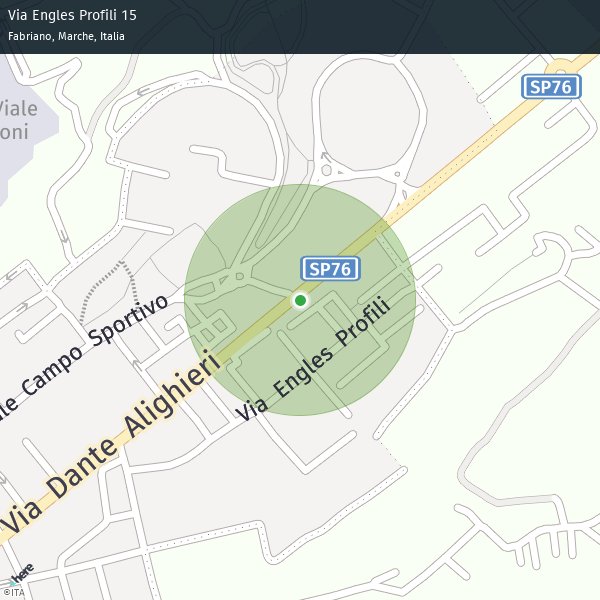 Via Engles Profili 15
Fabriano, Marche, Italia
SP76
Viale
oni
SP76
ale Campo Sportivo
Via Engles Profili
Via Dante Alighieri
here
©ITA